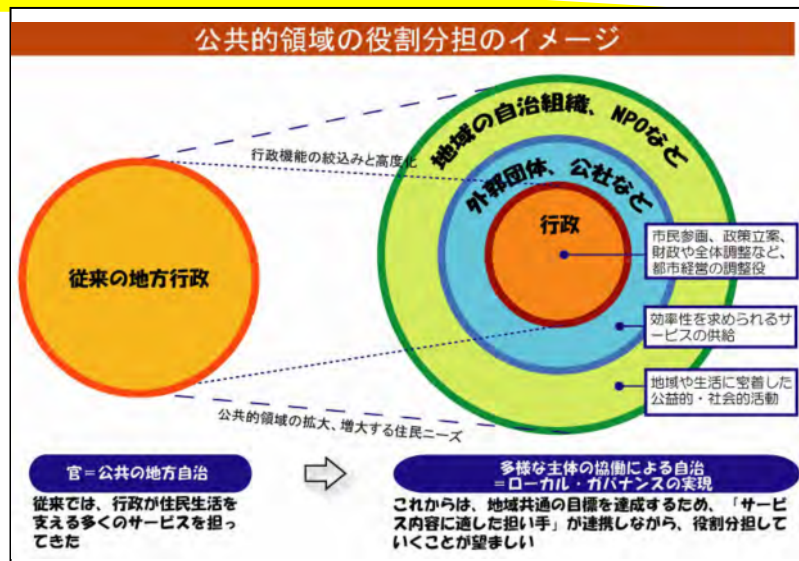 公共的領域の役割分担のイメージ
地域の自治組織、NPOなど
行政機能の絞込みと高度化
外郭団体、公社など
行政
従来の地方行政
市民参画、政策立案、
財政や全体調整など、
都市経営の調整役
効率性を求められるサ
ービスの供給
地域や生活に密着した
公益的・社会的活動
公共的領域の拡大、増大する住民ニーズ
官=公共の地方自治
従来では、行政が住民生活を
支える多くのサービスを担っ
てきた
多様な主体の協働による自治
=ローカル・ガバナンスの実現
これからは、地域共通の目標を達成するため、「サービ
ス内容に適した担い手」が連携しながら、役割分担して
いくことが望ましい